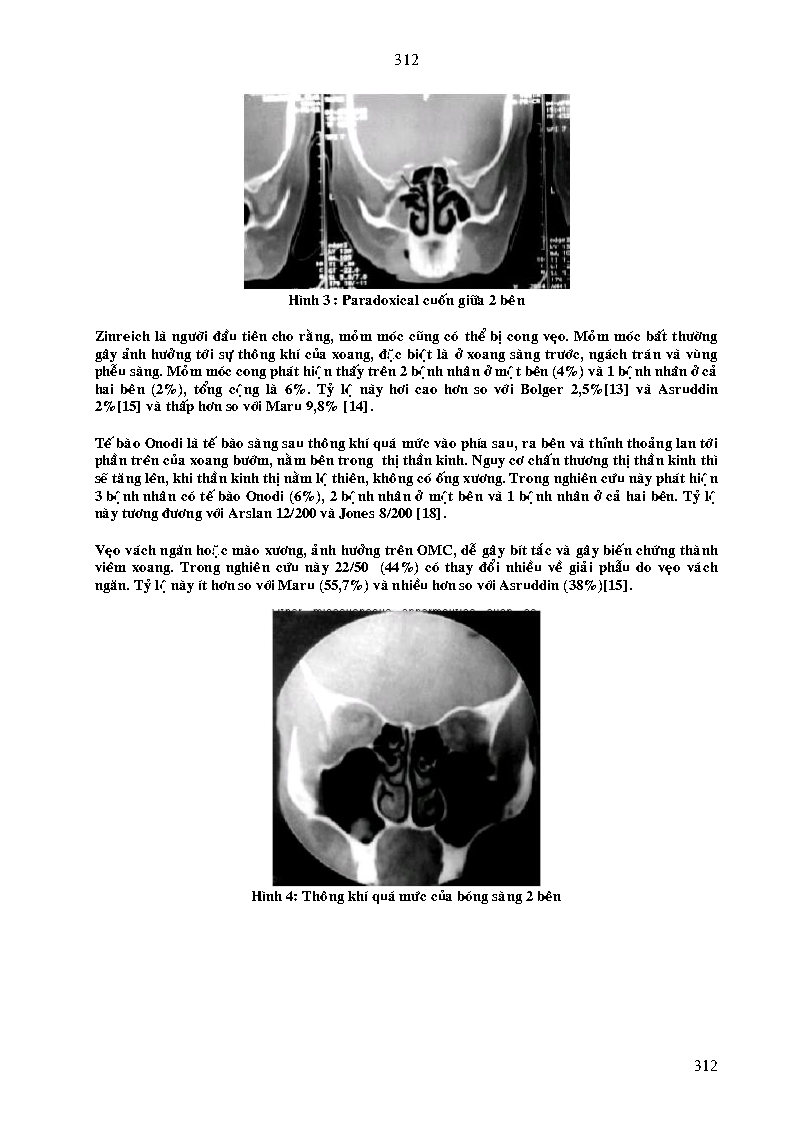 312
Hình 3 : Paradoxical cuốn giữa 2 bên
Zinreich là người đầu tiên cho rằng, mỏm móc cũng có thể bị cong vẹo. Mỏm móc bất thường
gây ảnh hưởng tới sự thông khí của xoang, đặc biệt là ở xoang sàng trước, ngách trán và vùng
phễu sàng. Mỏm móc cong phát hiện thấy trên 2 bệnh nhân ở một bên (4%) và 1 bệnh nhân ở cả
hai bên (2%), tổng cộng là 6%. Tỷ lệ này hơi cao hơn so với Bolger 2,5%[13] và Asruddin
2%[15] và thấp hơn so với Maru 9,8% [14].
Tế bào Onodi là tế bào sàng sau thông khí quá mức vào phía sau, ra bên và thỉnh thoảng lan tới
phần trên của xoang bướm, nằm bên trong thị thần kinh. Nguy cơ chấn thương thị thần kinh thì
sẽ tăng lên, khi thần kinh thị nằm lộ thiên, không có ống xương. Trong nghiên cứu này phát hiện
3 bệnh nhân có tế bào Onodi (6%), 2 bệnh nhân ở một bên và 1 bệnh nhân ở cả hai bên. Tỷ lệ
này tương đương với Arslan 12/200 và Jones 8/200 [18].
Vẹo vách ngăn hoặc mào xương, ảnh hưởng trên OMC, dễ gây bít tắc và gây biến chứng thành
viêm xoang. Trong nghiên cứu này 22/50 (44%) có thay đổi nhiều về giải phẫu do vẹo vách
ngăn. Tỷ lệ này ít hơn so với Maru (55,7%) và nhiều hơn so với Asruddin (38%)[15].
Hình 4: Thông khí quá mức của bóng sàng 2 bên
312